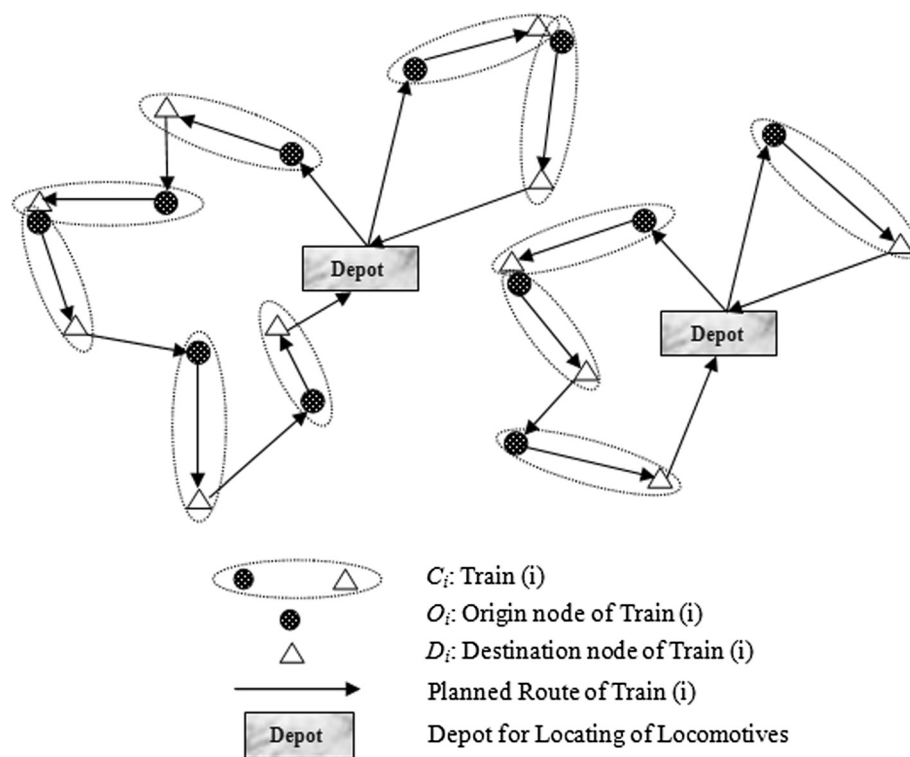 Depot
Depot
Cᵢ: Train (i)
Oᵢ: Origin node of Train (i)
Dᵢ: Destination node of Train (i)
Planned Route of Train (i)
Depot
Depot for Locating of Locomotives